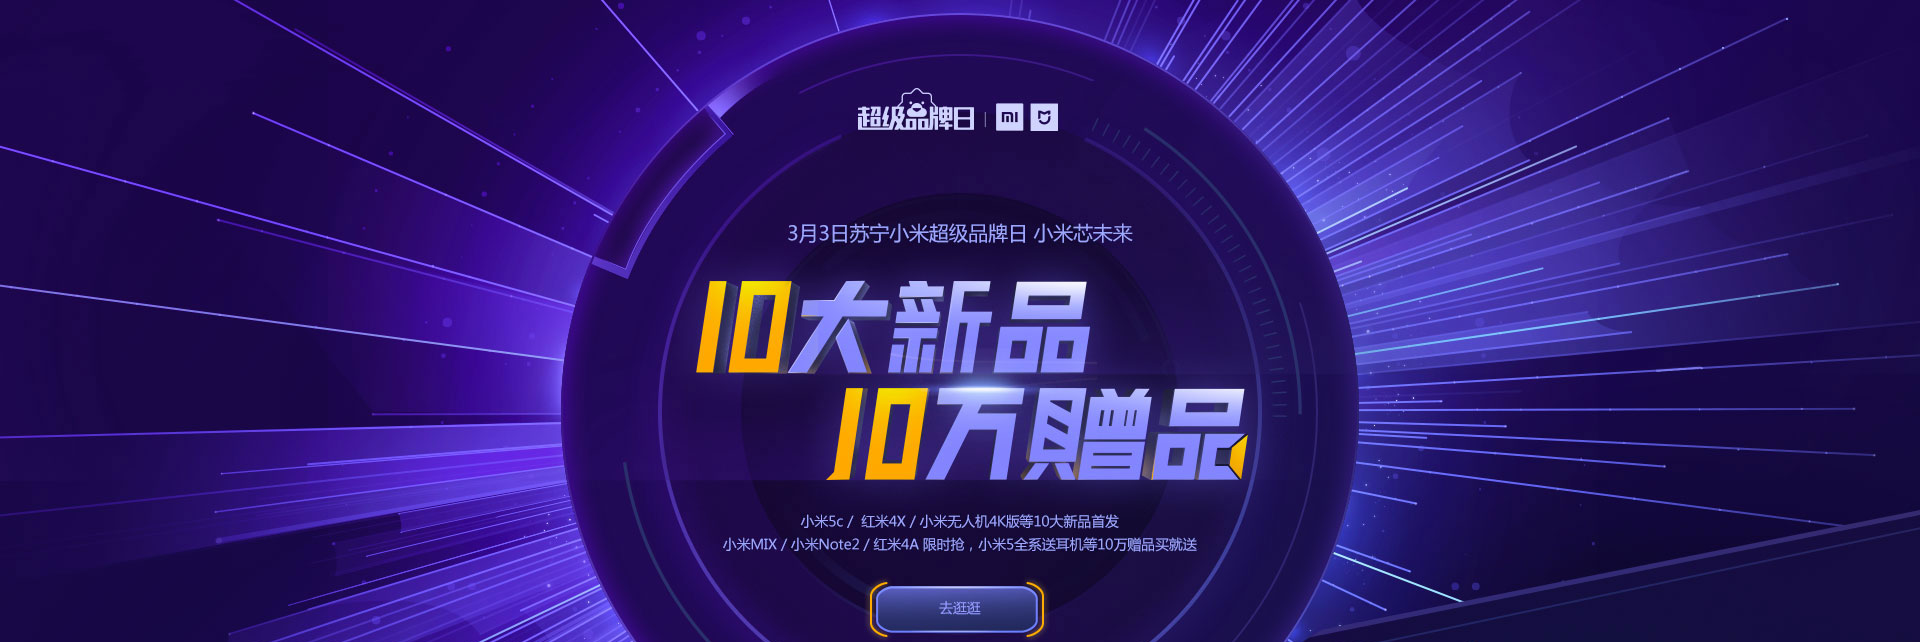 超级品牌日 | mi
3月3日苏宁小米超级品牌日 小米芯未来
10大新品
10万贈品
小米5c / 红米4X / 小米无人机4K版等10大新品首发
小米MIX / 小米Note2 / 红米4A 限时抢，小米5全系送耳机等10万赠品买就送
去逛逛